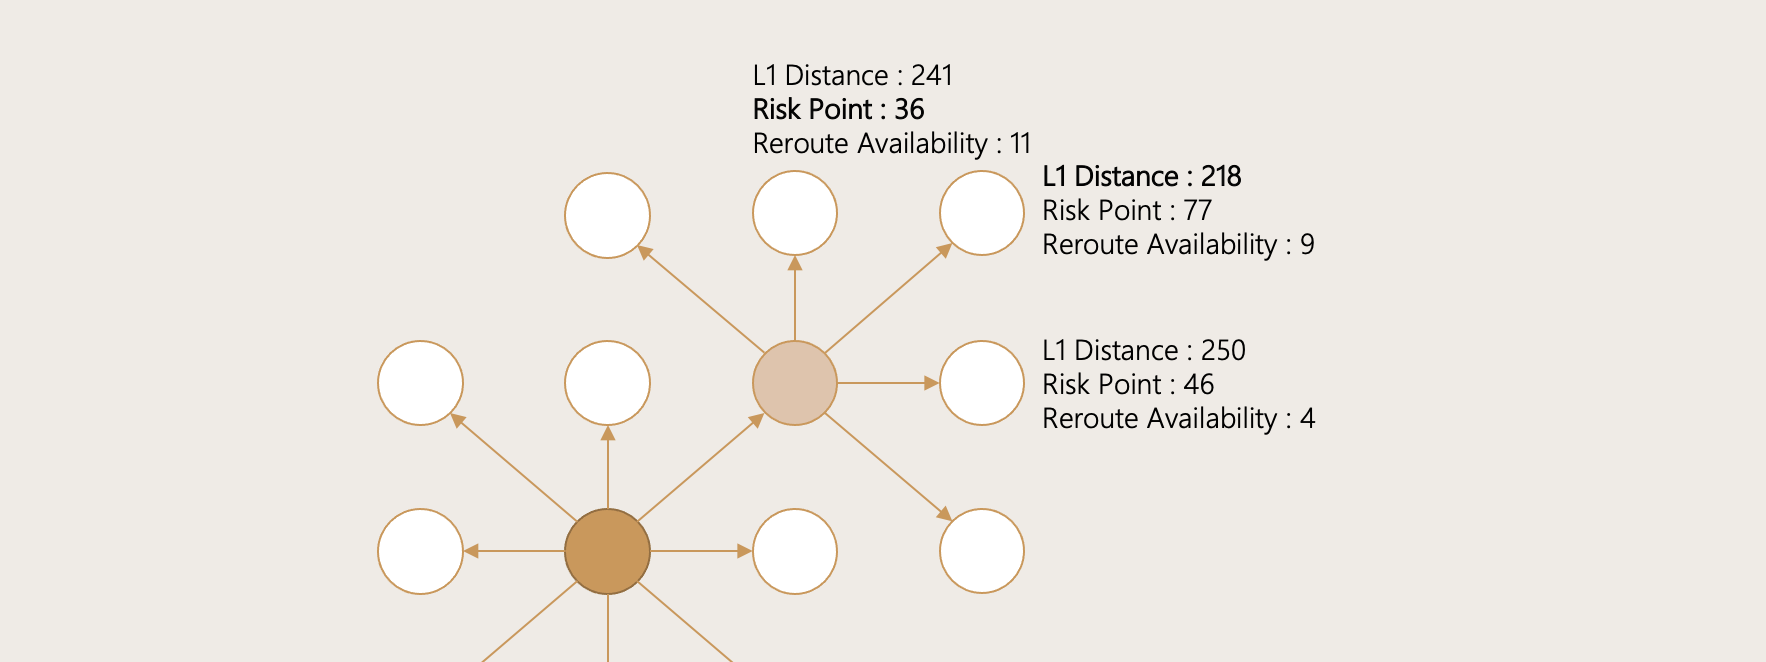 L1 Distance : 241
Risk Point : 36
Reroute Availability : 11
L1 Distance : 218
Risk Point : 77
Reroute Availability : 9
L1 Distance : 250
Risk Point : 46
Reroute Availability : 4